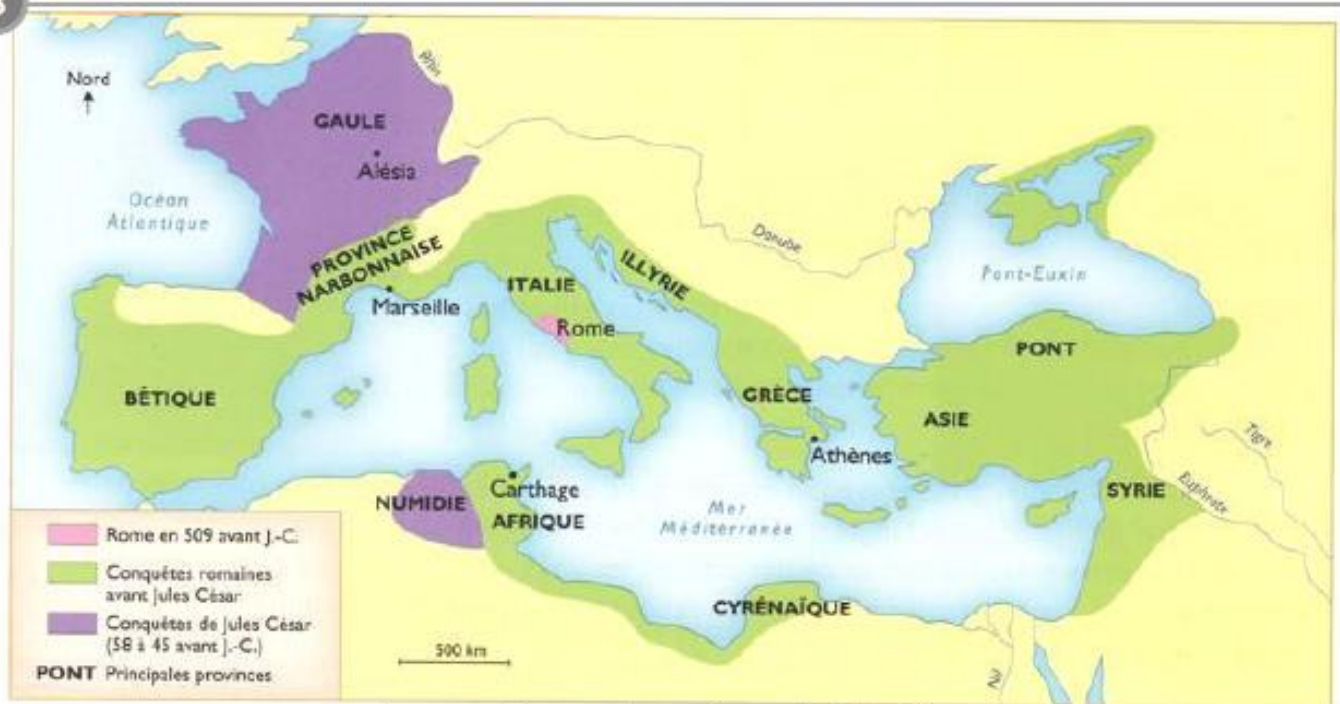 Nord
Rhin
GAULE
Alésia
Océan
Atlantique
PROVINCE
NARBONNAISE
Marseille
ITALIE
ILLYRIE
Rome
Danube
Pont-Euxin
BÉTIQUE
GRÈCE
PONT
ASIE
Athènes
Tigre
Euphrate
SYRIE
NUMIDIE
Carthage
AFRIQUE
Mer
Méditerranée
CYRÉNAÏQUE
Nil
Rome en 509 avant J.-C.
Conquêtes romaines
avant Jules César
Conquêtes de Jules César
(58 à 45 avant J.-C.)
PONT Principales provinces
500 km